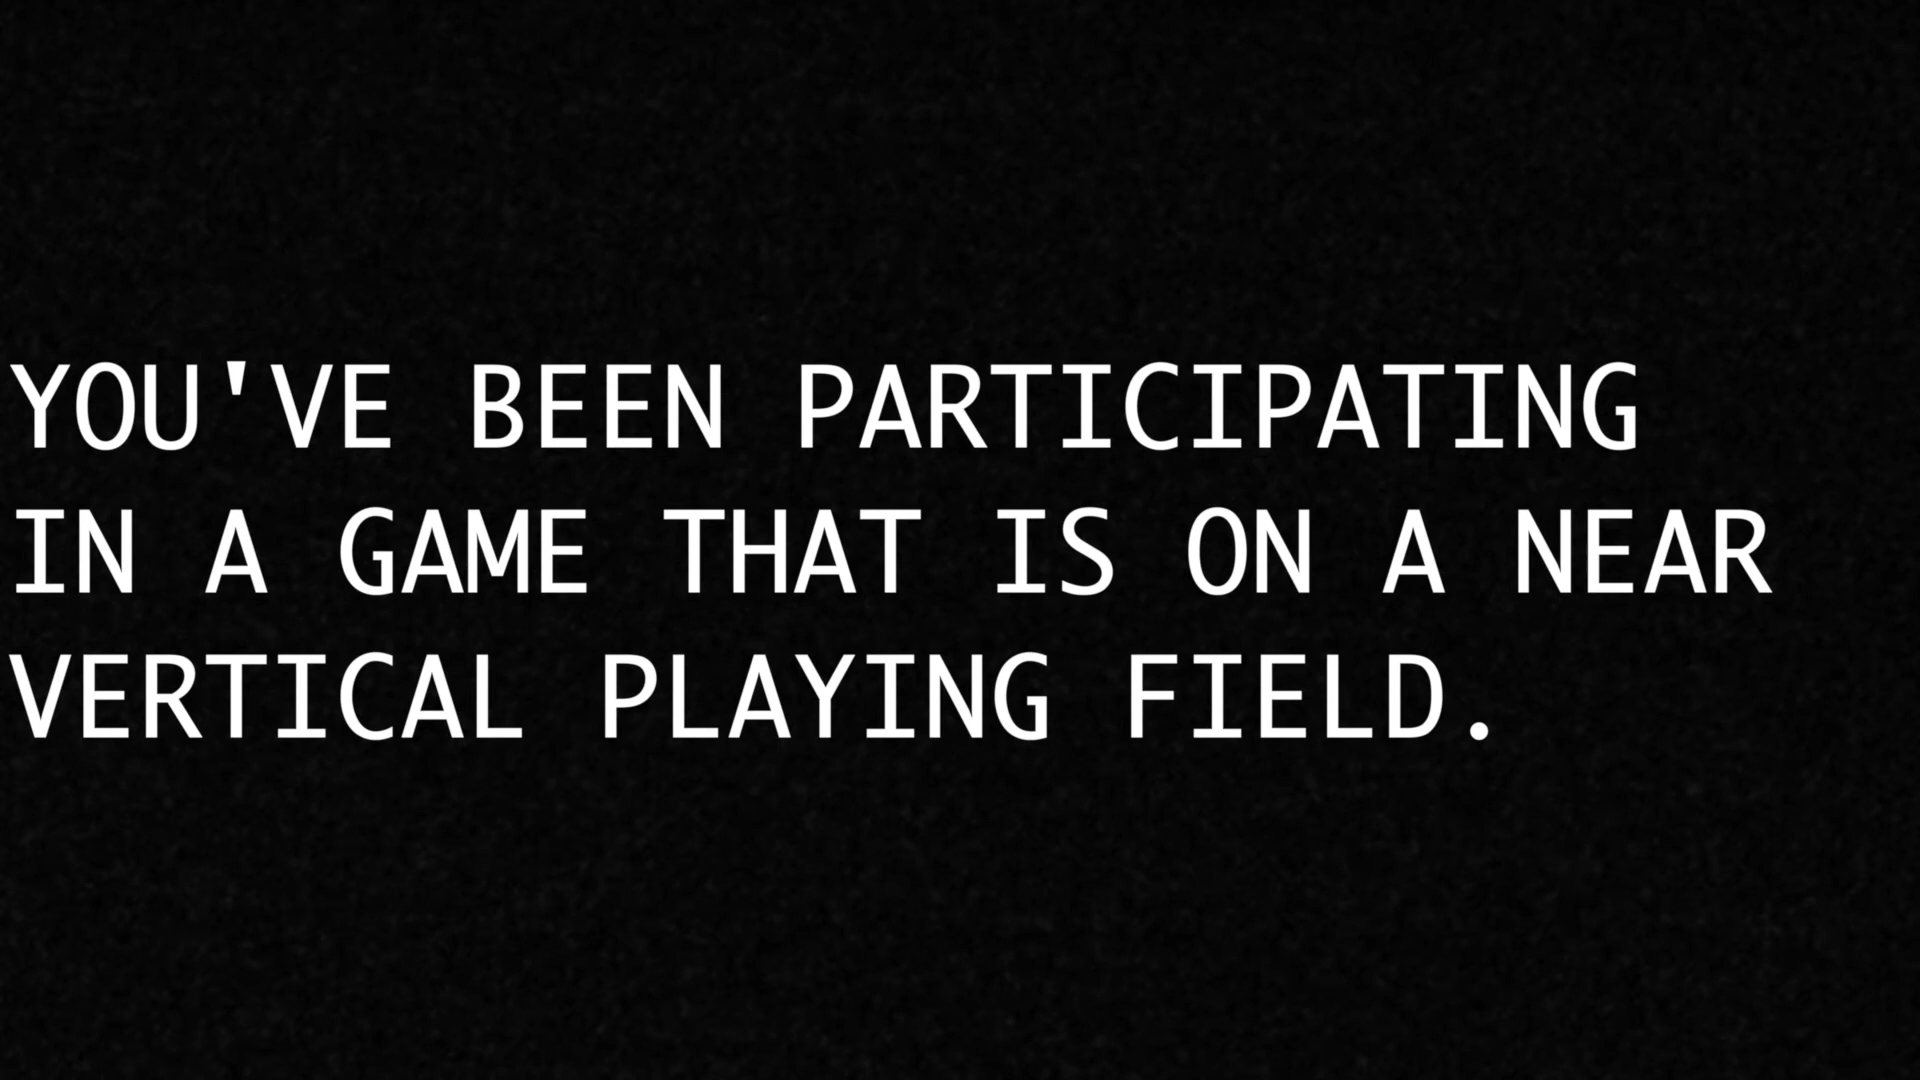 YOU'VE BEEN PARTICIPATING
IN A GAME THAT IS ON A NEAR
VERTICAL PLAYING FIELD.